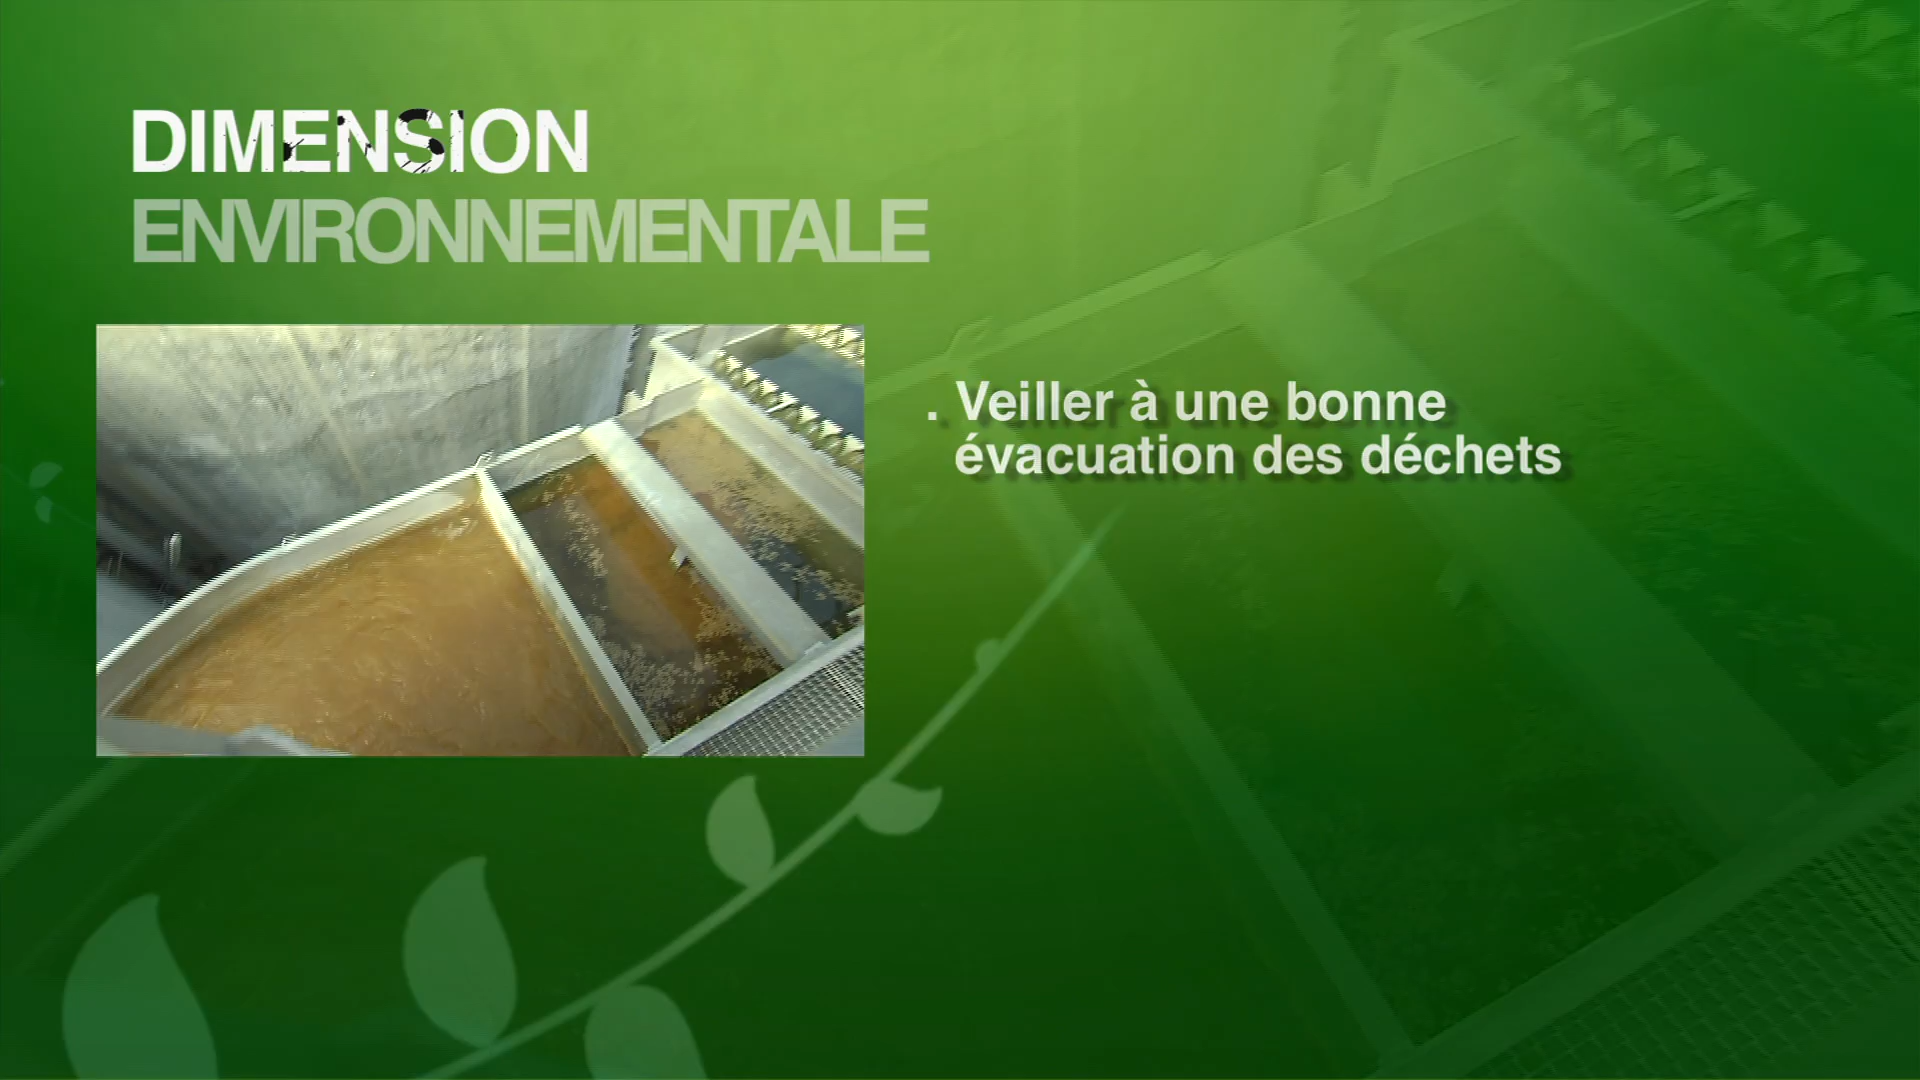 DIMENSION
ENVIRONNEMENTALE
. Veiller à une bonne
évacuation des déchets